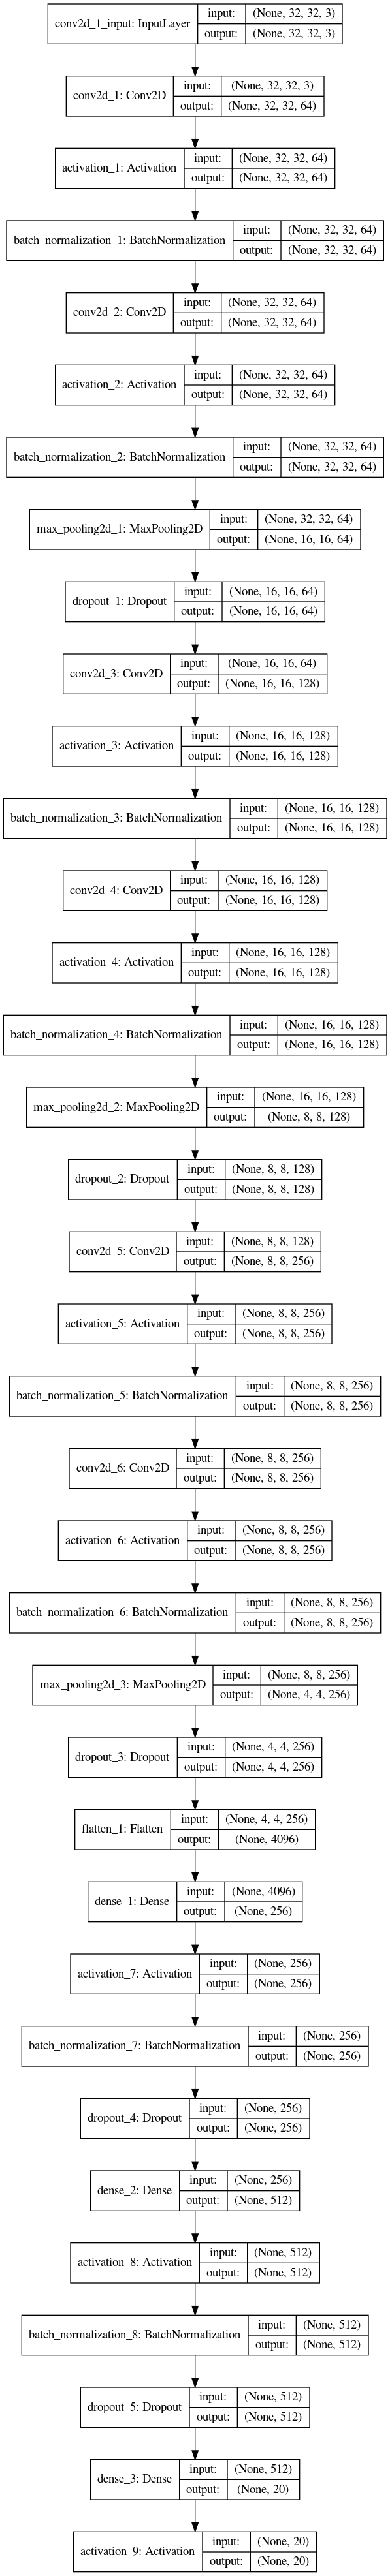 conv2d_1_input: InputLayer input: (None, 32, 32, 3)
output: (None, 32, 32, 3)
conv2d_1: Conv2D input: (None, 32, 32, 3)
output: (None, 32, 32, 64)
activation_1: Activation input: (None, 32, 32, 64)
output: (None, 32, 32, 64)
batch_normalization_1: BatchNormalization input: (None, 32, 32, 64)
output: (None, 32, 32, 64)
conv2d_2: Conv2D input: (None, 32, 32, 64)
output: (None, 32, 32, 64)
activation_2: Activation input: (None, 32, 32, 64)
output: (None, 32, 32, 64)
batch_normalization_2: BatchNormalization input: (None, 32, 32, 64)
output: (None, 32, 32, 64)
max_pooling2d_1: MaxPooling2D input: (None, 32, 32, 64)
output: (None, 16, 16, 64)
dropout_1: Dropout input: (None, 16, 16, 64)
output: (None, 16, 16, 64)
conv2d_3: Conv2D input: (None, 16, 16, 64)
output: (None, 16, 16, 128)
activation_3: Activation input: (None, 16, 16, 128)
output: (None, 16, 16, 128)
batch_normalization_3: BatchNormalization input: (None, 16, 16, 128)
output: (None, 16, 16, 128)
conv2d_4: Conv2D input: (None, 16, 16, 128)
output: (None, 16, 16, 128)
activation_4: Activation input: (None, 16, 16, 128)
output: (None, 16, 16, 128)
batch_normalization_4: BatchNormalization input: (None, 16, 16, 128)
output: (None, 16, 16, 128)
max_pooling2d_2: MaxPooling2D input: (None, 16, 16, 128)
output: (None, 8, 8, 128)
dropout_2: Dropout input: (None, 8, 8, 128)
output: (None, 8, 8, 128)
conv2d_5: Conv2D input: (None, 8, 8, 128)
output: (None, 8, 8, 256)
activation_5: Activation input: (None, 8, 8, 256)
output: (None, 8, 8, 256)
batch_normalization_5: BatchNormalization input: (None, 8, 8, 256)
output: (None, 8, 8, 256)
conv2d_6: Conv2D input: (None, 8, 8, 256)
output: (None, 8, 8, 256)
activation_6: Activation input: (None, 8, 8, 256)
output: (None, 8, 8, 256)
batch_normalization_6: BatchNormalization input: (None, 8, 8, 256)
output: (None, 8, 8, 256)
max_pooling2d_3: MaxPooling2D input: (None, 8, 8, 256)
output: (None, 4, 4, 256)
dropout_3: Dropout input: (None, 4, 4, 256)
output: (None, 4, 4, 256)
flatten_1: Flatten input: (None, 4, 4, 256)
output: (None, 4096)
dense_1: Dense input: (None, 4096)
output: (None, 256)
activation_7: Activation input: (None, 256)
output: (None, 256)
batch_normalization_7: BatchNormalization input: (None, 256)
output: (None, 256)
dropout_4: Dropout input: (None, 256)
output: (None, 256)
dense_2: Dense input: (None, 256)
output: (None, 512)
activation_8: Activation input: (None, 512)
output: (None, 512)
batch_normalization_8: BatchNormalization input: (None, 512)
output: (None, 512)
dropout_5: Dropout input: (None, 512)
output: (None, 512)
dense_3: Dense input: (None, 512)
output: (None, 20)
activation_9: Activation input: (None, 20)
output: (None, 20)